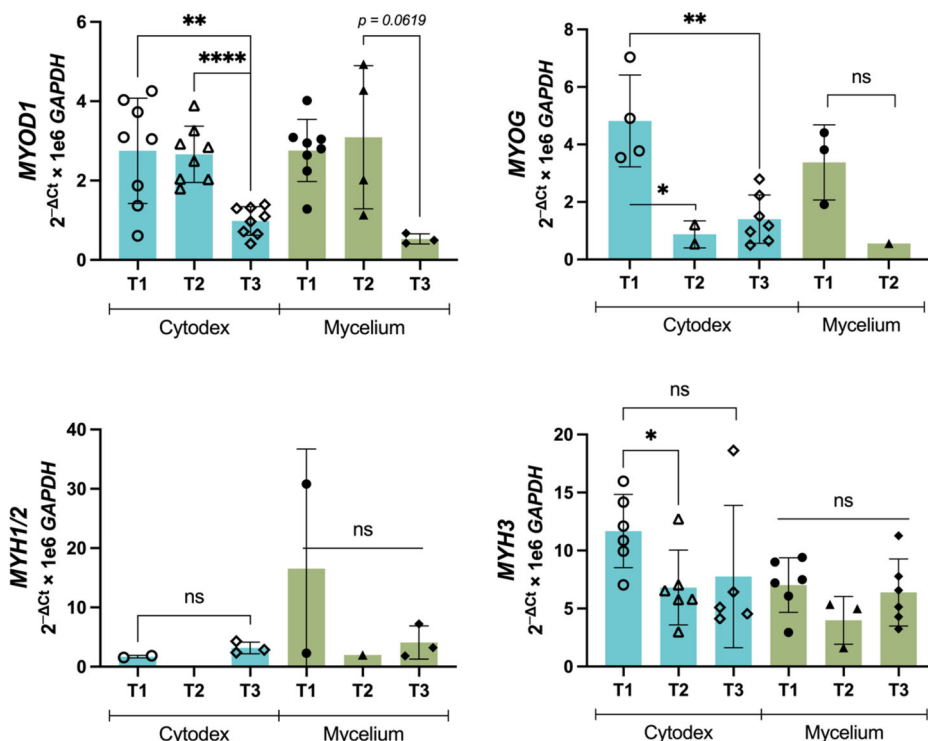 MYOD1
2⁻ΔCt × 1e6 GAPDH
6
4
2
0
**
****
p = 0.0619
T1 T2 T3 T1 T2 T3
Cytodex Mycelium
MYOG
2⁻ΔCt × 1e6 GAPDH
8
6
4
2
0
**
*
ns
T1 T2 T3 T1 T2
Cytodex Mycelium
MYH1/2
2⁻ΔCt × 1e6 GAPDH
40
30
20
10
0
ns
ns
T1 T2 T3 T1 T2 T3
Cytodex Mycelium
MYH3
2⁻ΔCt × 1e6 GAPDH
20
15
10
5
0
ns
*
ns
T1 T2 T3 T1 T2 T3
Cytodex Mycelium